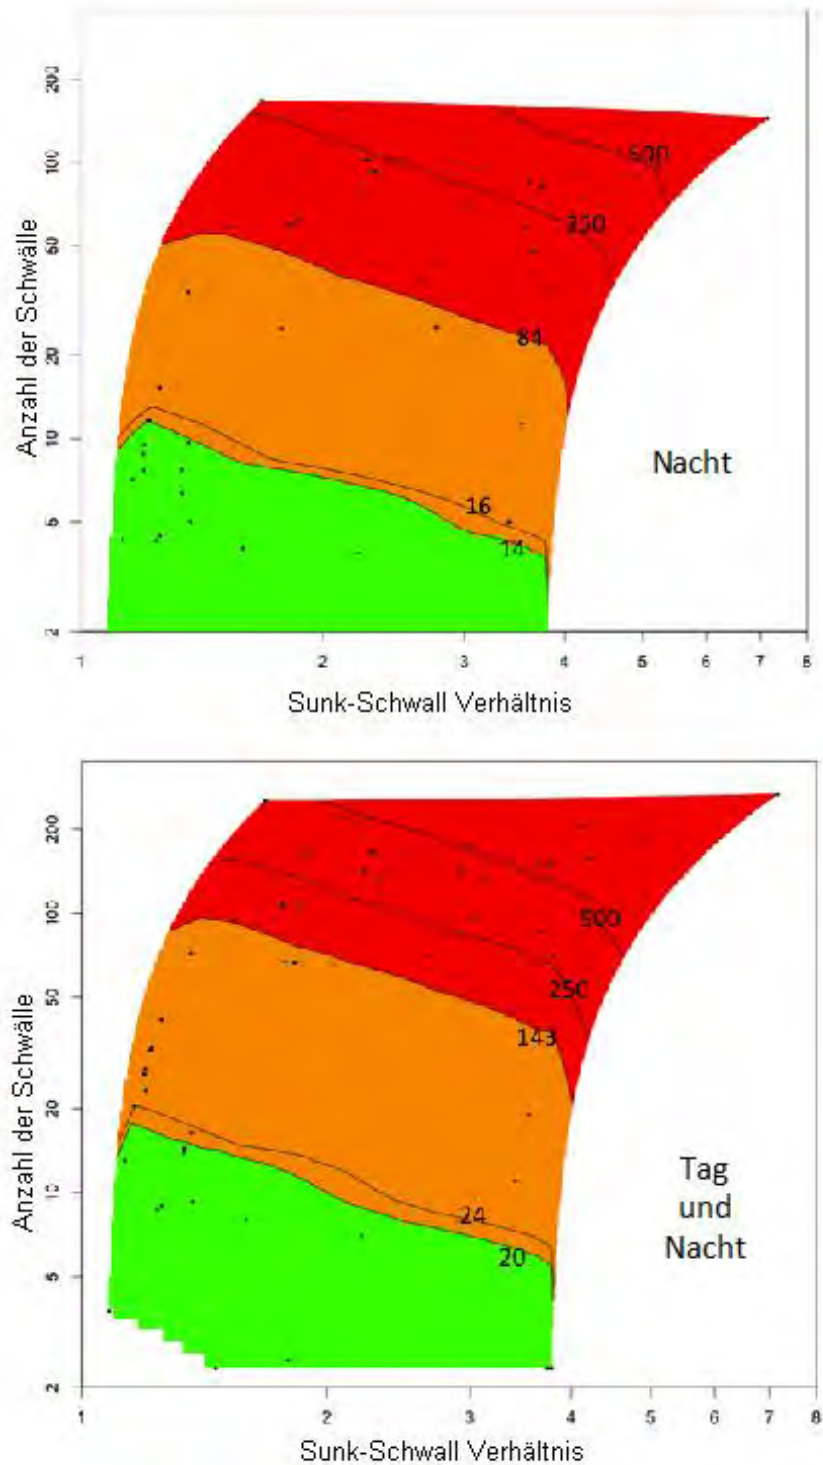 200
100
50
20
10
5
2
Anzahl der Schwälle
500
250
84
16
14
Nacht
1 2 3 4 5 6 7 8
Sunk-Schwall Verhältnis
200
100
50
20
10
5
2
Anzahl der Schwälle
500
250
143
24
20
Tag
und
Nacht
1 2 3 4 5 6 7 8
Sunk-Schwall Verhältnis